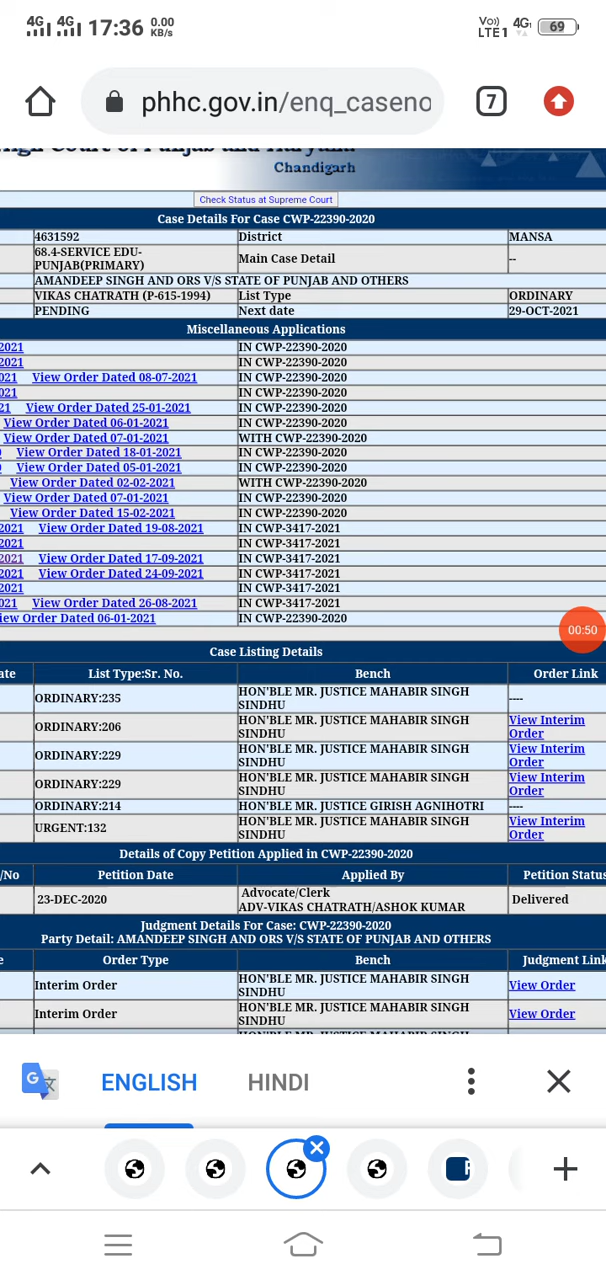 4G 4G 17:36 0.00 KB/s Vo) LTE1 4G 69
phhc.gov.in/enq_caseno
7
High Court of Punjab and Haryana
Chandigarh
Check Status at Supreme Court
Case Details For Case CWP-22390-2020
4631592 District MANSA
68.4-SERVICE EDU-
PUNJAB(PRIMARY) Main Case Detail --
AMANDEEP SINGH AND ORS V/S STATE OF PUNJAB AND OTHERS
VIKAS CHATRATH (P-615-1994) List Type ORDINARY
PENDING Next date 29-OCT-2021
Miscellaneous Applications
2021 IN CWP-22390-2020
2021 IN CWP-22390-2020
021 View Order Dated 08-07-2021 IN CWP-22390-2020
021 IN CWP-22390-2020
21 View Order Dated 25-01-2021 IN CWP-22390-2020
View Order Dated 06-01-2021 IN CWP-22390-2020
View Order Dated 07-01-2021 WITH CWP-22390-2020
View Order Dated 18-01-2021 IN CWP-22390-2020
View Order Dated 05-01-2021 IN CWP-22390-2020
View Order Dated 02-02-2021 WITH CWP-22390-2020
View Order Dated 07-01-2021 IN CWP-22390-2020
View Order Dated 15-02-2021 IN CWP-22390-2020
2021 View Order Dated 19-08-2021 IN CWP-3417-2021
2021 IN CWP-3417-2021
2021 View Order Dated 17-09-2021 IN CWP-3417-2021
2021 View Order Dated 24-09-2021 IN CWP-3417-2021
2021 IN CWP-3417-2021
021 View Order Dated 26-08-2021 IN CWP-3417-2021
iew Order Dated 06-01-2021 IN CWP-22390-2020
00:50
Case Listing Details
ate List Type:Sr. No. Bench Order Link
ORDINARY:235 HON'BLE MR. JUSTICE MAHABIR SINGH SINDHU ----
ORDINARY:206 HON'BLE MR. JUSTICE MAHABIR SINGH SINDHU View Interim Order
ORDINARY:229 HON'BLE MR. JUSTICE MAHABIR SINGH SINDHU View Interim Order
ORDINARY:229 HON'BLE MR. JUSTICE MAHABIR SINGH SINDHU View Interim Order
ORDINARY:214 HON'BLE MR. JUSTICE GIRISH AGNIHOTRI ----
URGENT:132 HON'BLE MR. JUSTICE MAHABIR SINGH SINDHU View Interim Order
Details of Copy Petition Applied in CWP-22390-2020
/No Petition Date Applied By Petition Status
23-DEC-2020 Advocate/Clerk
ADV-VIKAS CHATRATH/ASHOK KUMAR Delivered
Judgment Details For Case: CWP-22390-2020
Party Detail: AMANDEEP SINGH AND ORS V/S STATE OF PUNJAB AND OTHERS
e Order Type Bench Judgment Link
Interim Order HON'BLE MR. JUSTICE MAHABIR SINGH SINDHU View Order
Interim Order HON'BLE MR. JUSTICE MAHABIR SINGH SINDHU View Order
ENGLISH HINDI